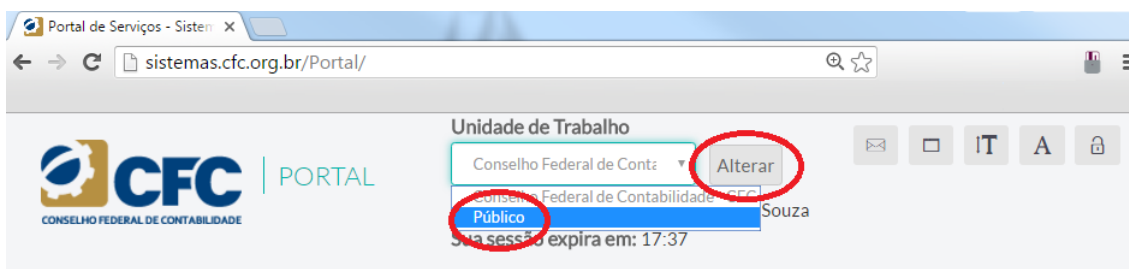 Portal de Serviços - Sisten
sistemas.cfc.org.br/Portal/
Unidade de Trabalho
Conselho Federal de Conta
Alterar
CFC
PORTAL
CONSELHO FEDERAL DE CONTABILIDADE
Conselho Federal de Contabilidade - CFC
Público
Souza
Sua sessão expira em: 17:37
IT
A